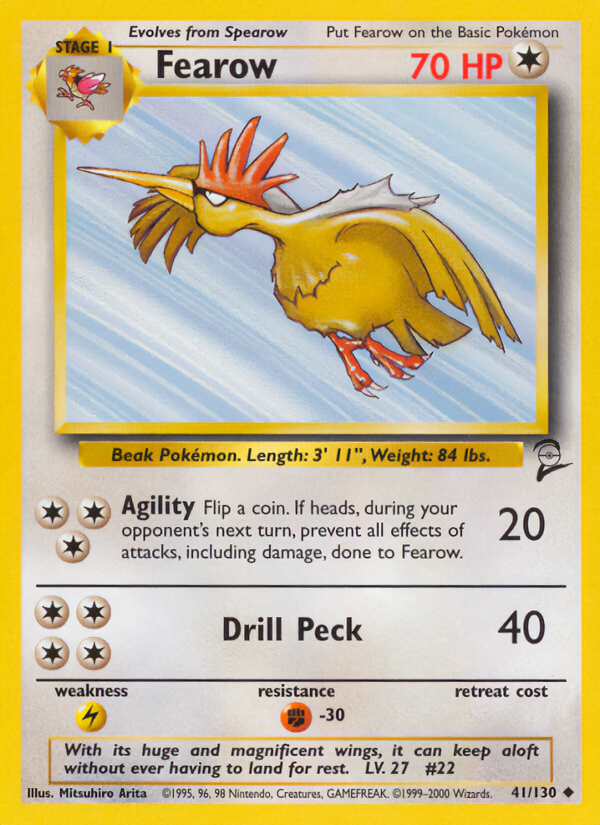 Evolves from Spearow Put Fearow on the Basic Pokémon
STAGE 1
Fearow 70 HP
Beak Pokémon. Length: 3' 11", Weight: 84 lbs.
Agility Flip a coin. If heads, during your
opponent's next turn, prevent all effects of
attacks, including damage, done to Fearow.
20
Drill Peck 40
weakness resistance retreat cost
-30
With its huge and magnificent wings, it can keep aloft
without ever having to land for rest. LV. 27 #22
Illus. Mitsuhiro Arita ©1995, 96, 98 Nintendo, Creatures, GAMEFREAK. ©1999-2000 Wizards. 41/130